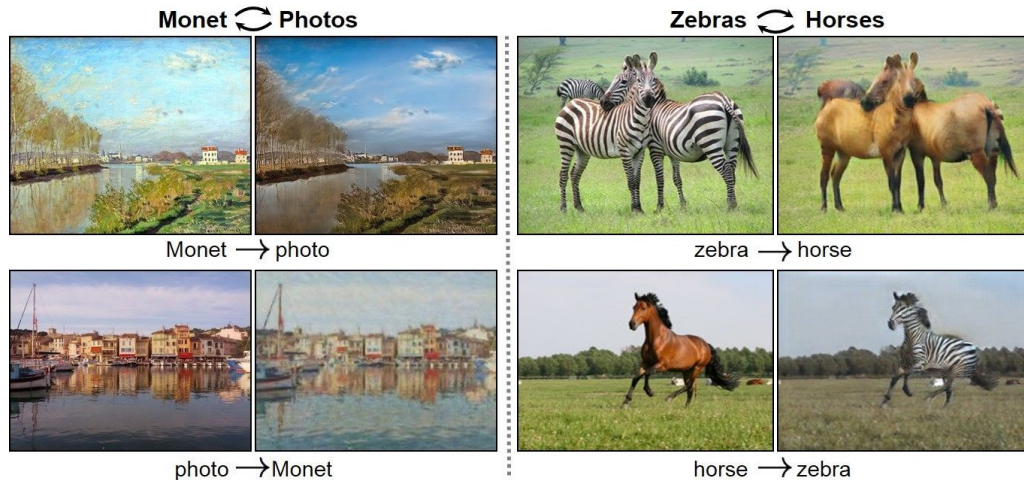 Monet Photos
Monet → photo
photo → Monet
Zebras Horses
zebra → horse
horse → zebra